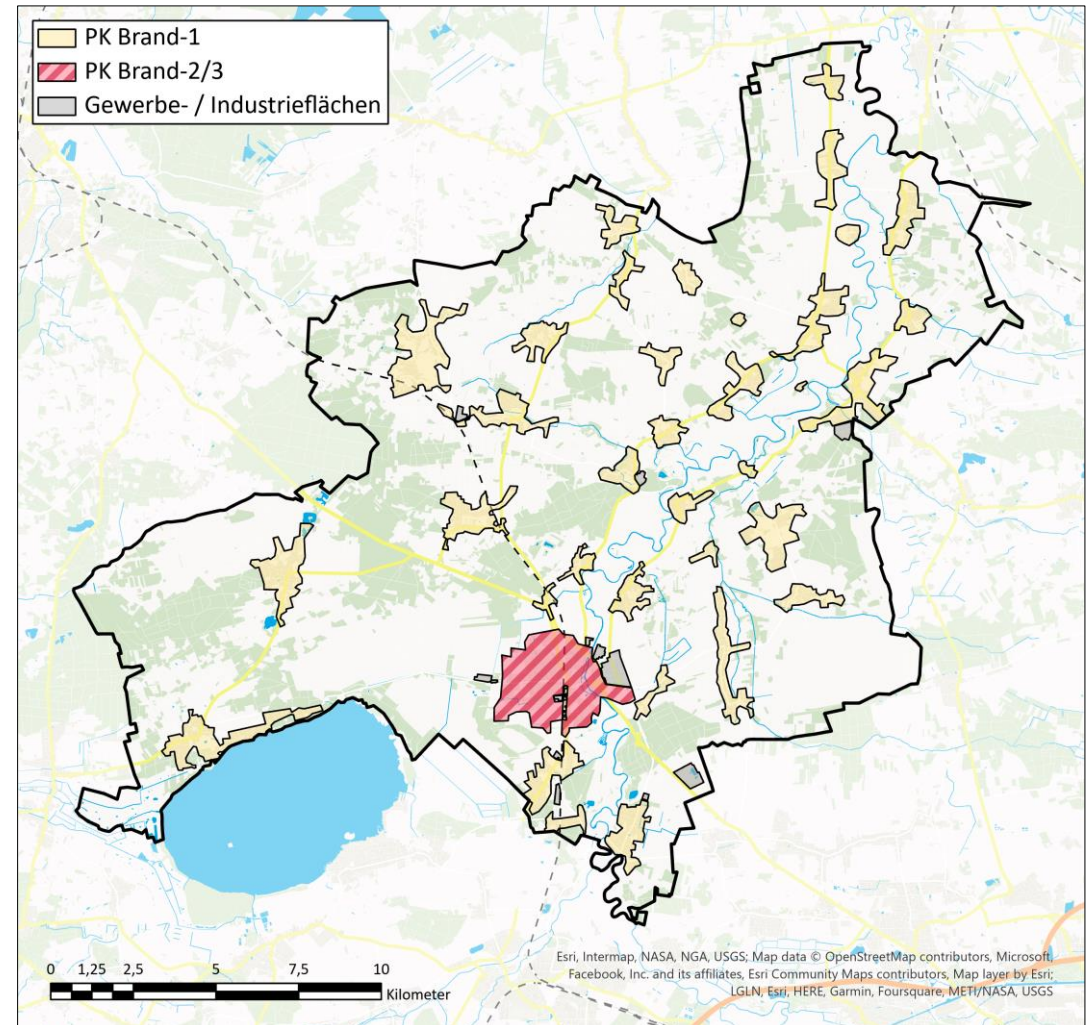 PK Brand-1
PK Brand-2/3
Gewerbe- / Industrieflächen
0 1,25 2,5 5 7,5 10
Kilometer
Esri, Intermap, NASA, NGA, USGS; Map data © OpenStreetMap contributors, Microsoft,
Facebook, Inc. and its affiliates, Esri Community Maps contributors, Map layer by Esri;
LGLN, Esri, HERE, Garmin, Foursquare, METI/NASA, USGS